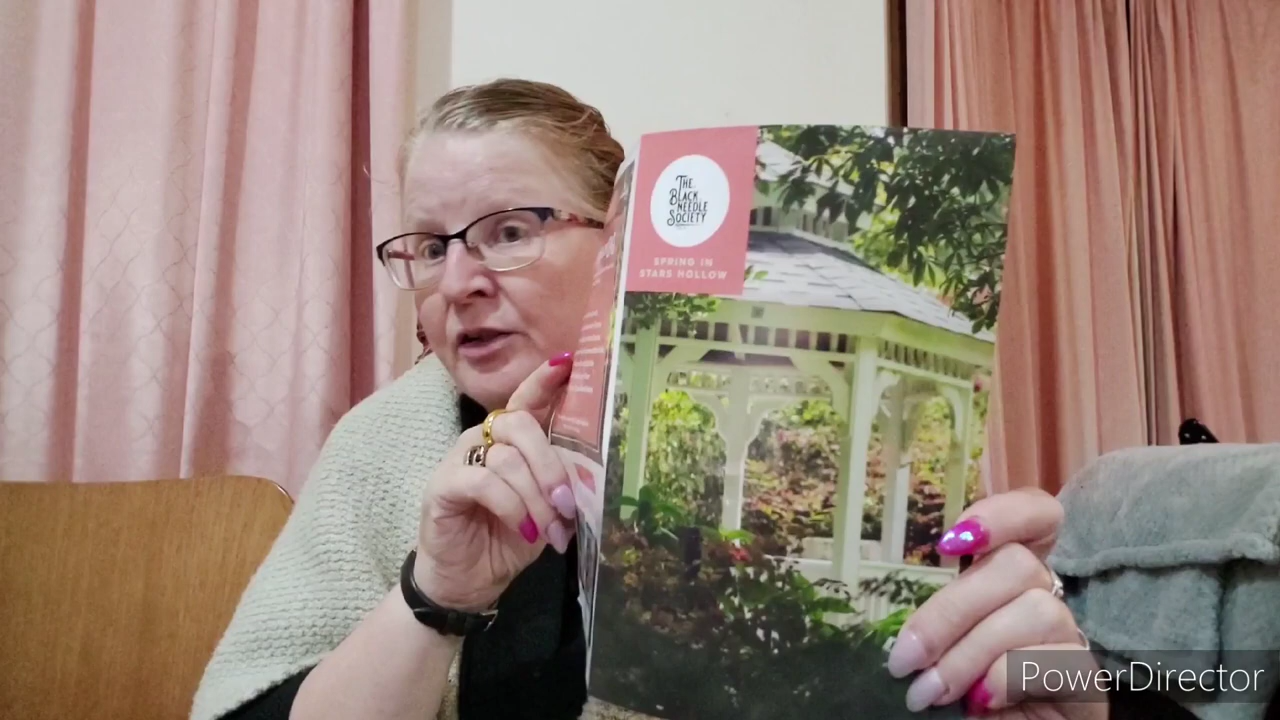 THE
BLACK
NEEDLE
SOCIETY
SPRING IN
STARS HOLLOW
PowerDirector